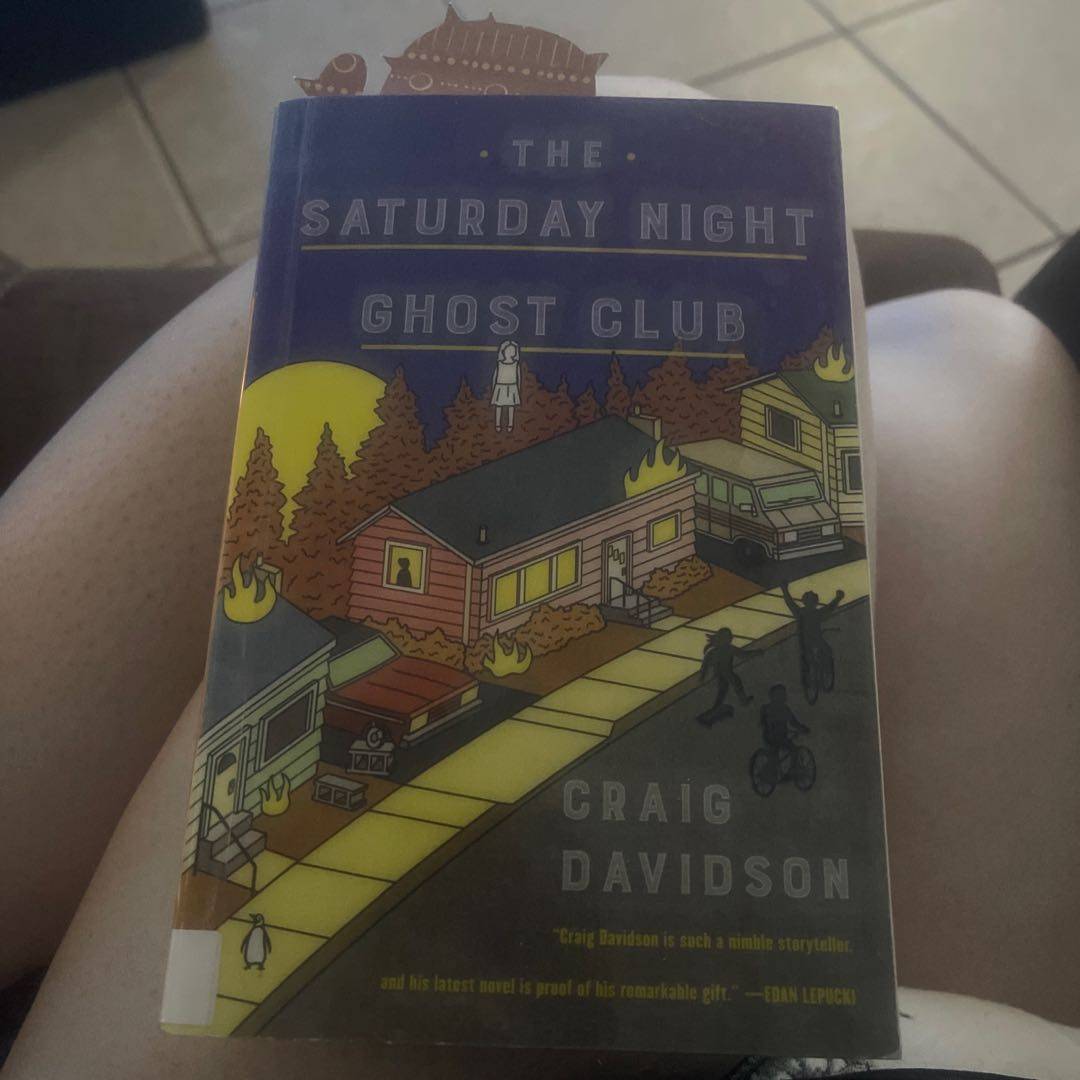 · THE ·
SATURDAY NIGHT
GHOST CLUB
CRAIG
DAVIDSON
"Craig Davidson is such a nimble storyteller,
and his latest novel is proof of his remarkable gift." —EDAN LEPUCKI